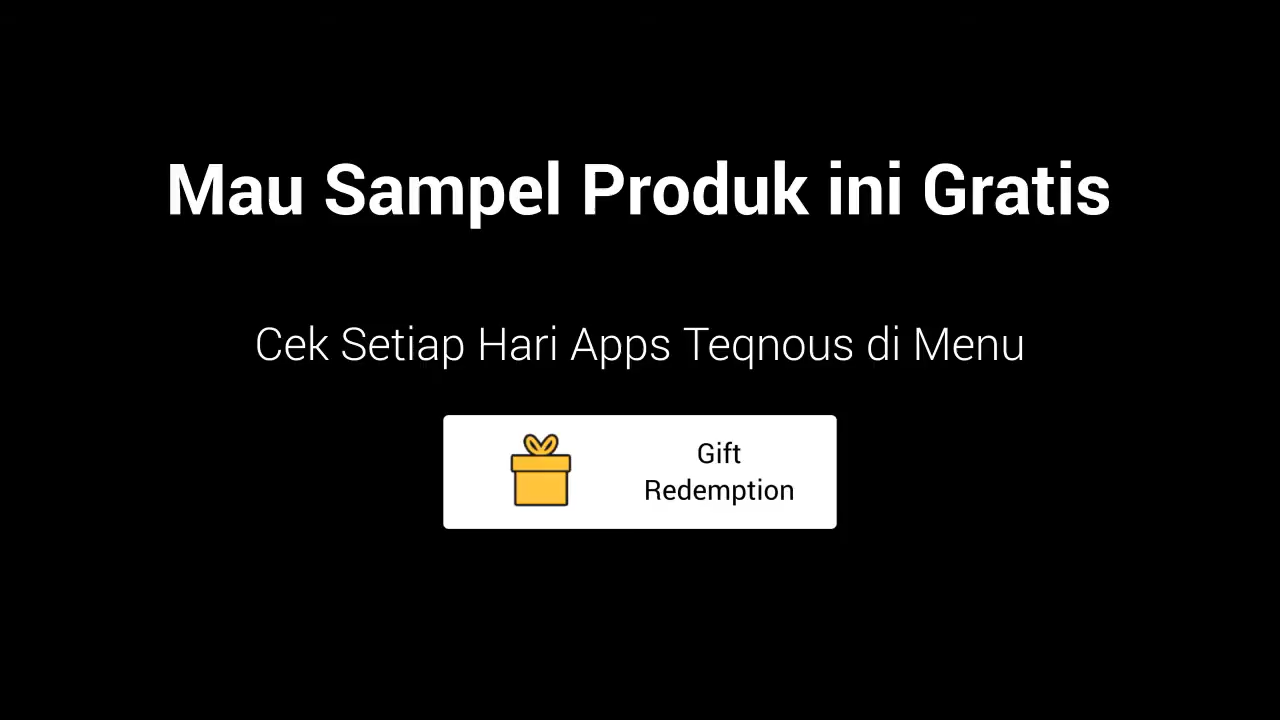 Mau Sampel Produk ini Gratis
Cek Setiap Hari Apps Teqnous di Menu
Gift
Redemption